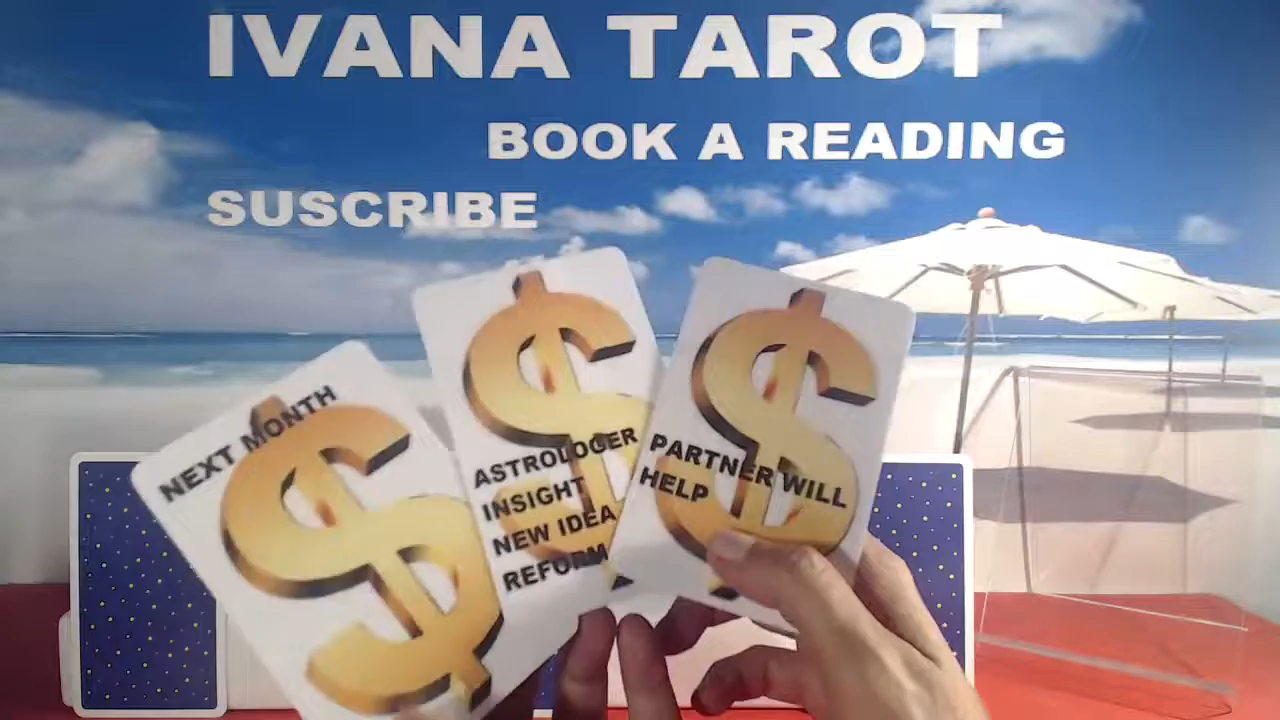 IVANA TAROT
BOOK A READING
SUSCRIBE
NEXT MONTH
ASTROLOGER
INSIGHT
NEW IDEA
REFORM
PARTNER WILL
HELP